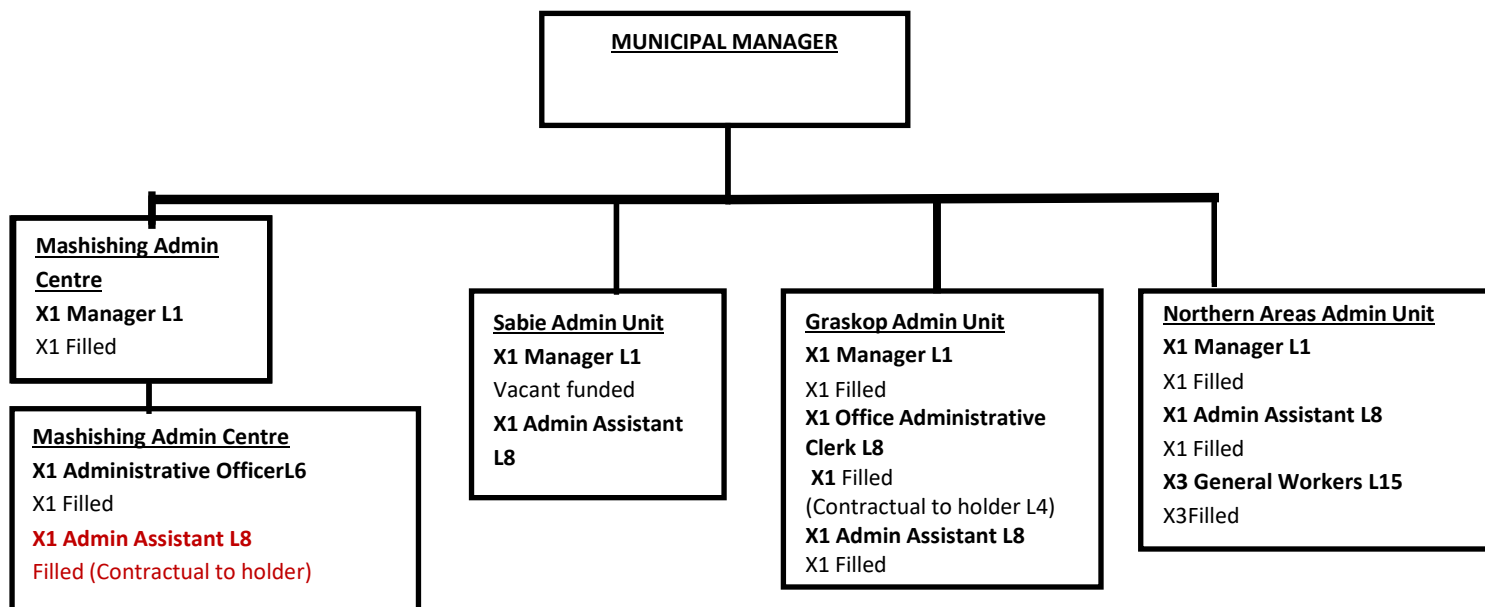 MUNICIPAL MANAGER
Mashishing Admin
Centre
X1 Manager L1
X1 Filled
Mashishing Admin Centre
X1 Administrative OfficerL6
X1 Filled
X1 Admin Assistant L8
Filled (Contractual to holder)
Sabie Admin Unit
X1 Manager L1
Vacant funded
X1 Admin Assistant
L8
Graskop Admin Unit
X1 Manager L1
X1 Filled
X1 Office Administrative
Clerk L8
X1 Filled
(Contractual to holder L4)
X1 Admin Assistant L8
X1 Filled
Northern Areas Admin Unit
X1 Manager L1
X1 Filled
X1 Admin Assistant L8
X1 Filled
X3 General Workers L15
X3Filled